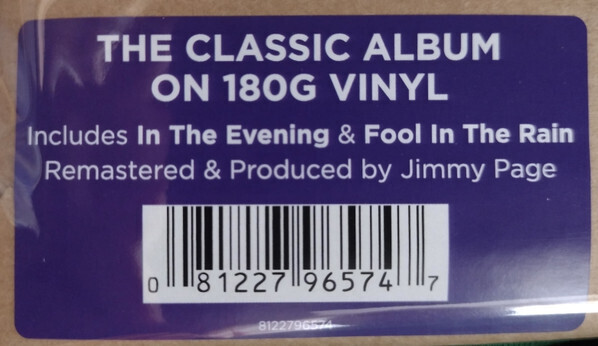 THE CLASSIC ALBUM
ON 180G VINYL
Includes In The Evening & Fool In The Rain
Remastered & Produced by Jimmy Page
0 81227 96574 7
8122796574